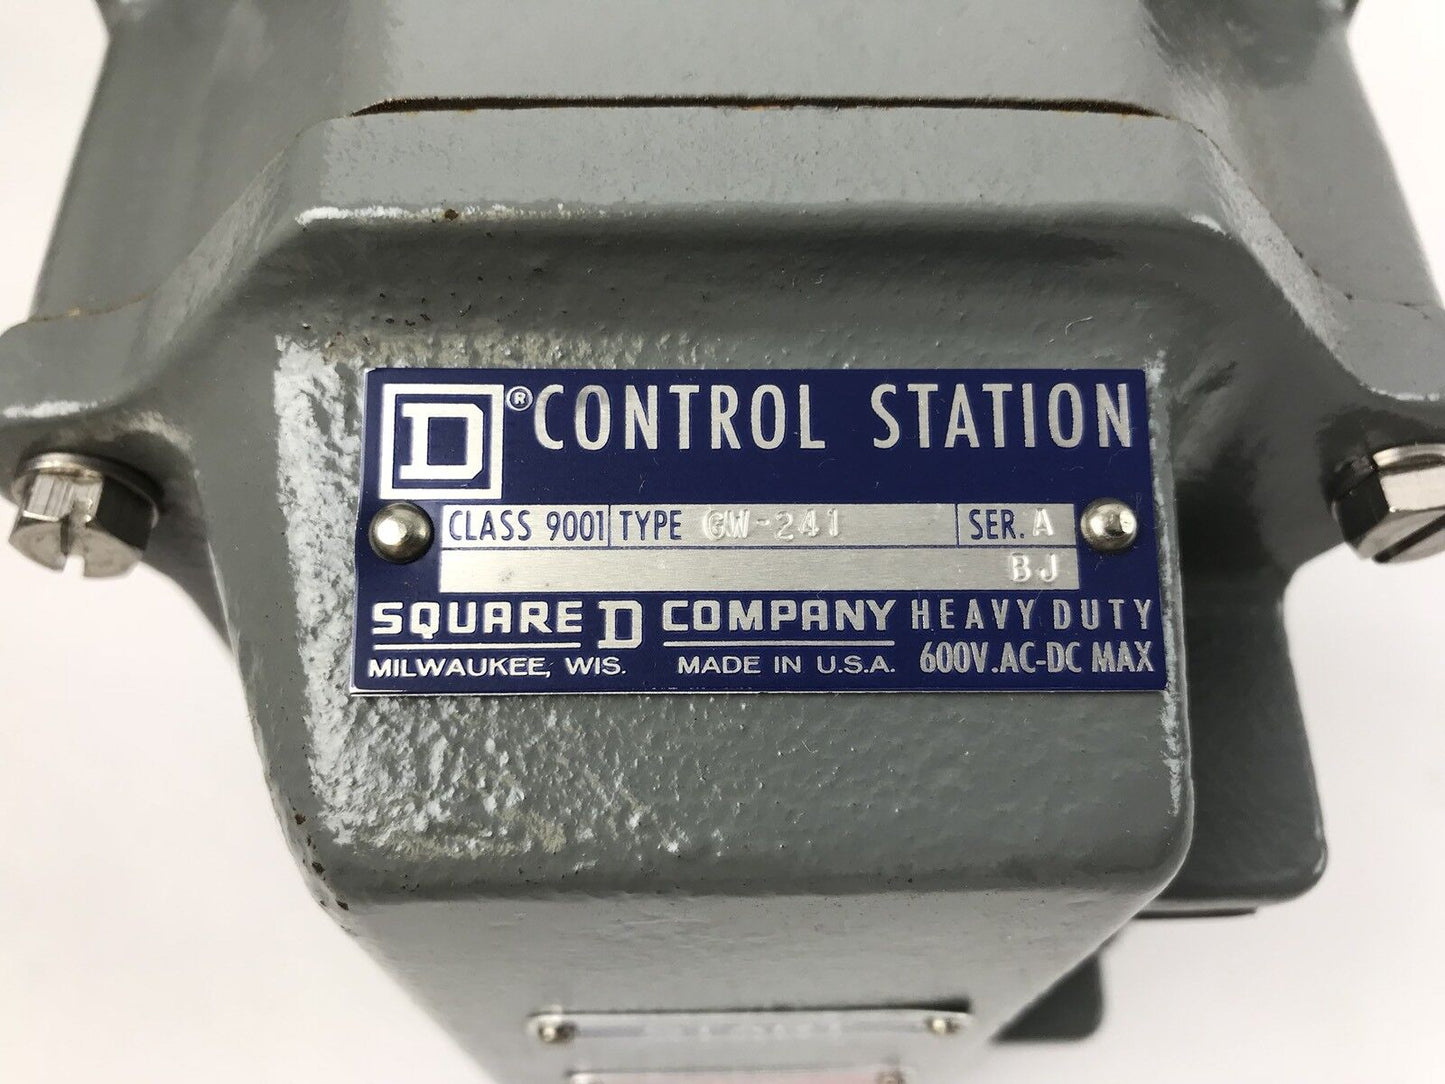 D® CONTROL STATION
CLASS 9001 TYPE GW-241 SER. A
BJ
SQUARE D COMPANY HEAVY DUTY
MILWAUKEE, WIS. MADE IN U.S.A. 600V.AC-DC MAX